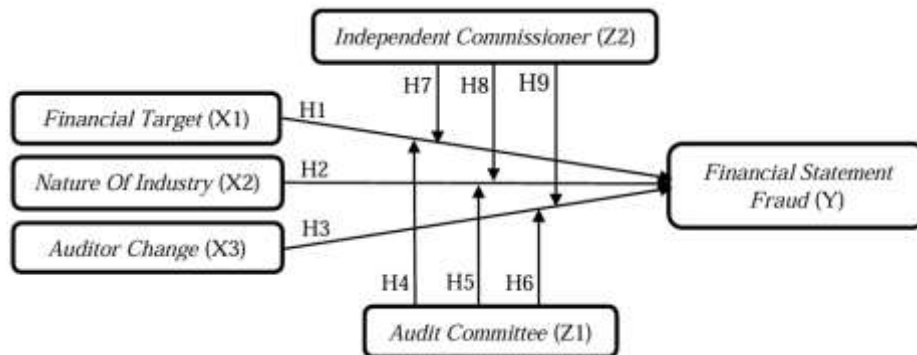 Independent Commissioner (Z2)
H7
H8
H9
Financial Target (X1)
H1
Nature Of Industry (X2)
H2
Financial Statement
Fraud (Y)
Auditor Change (X3)
H3
H4
H5
H6
Audit Committee (Z1)